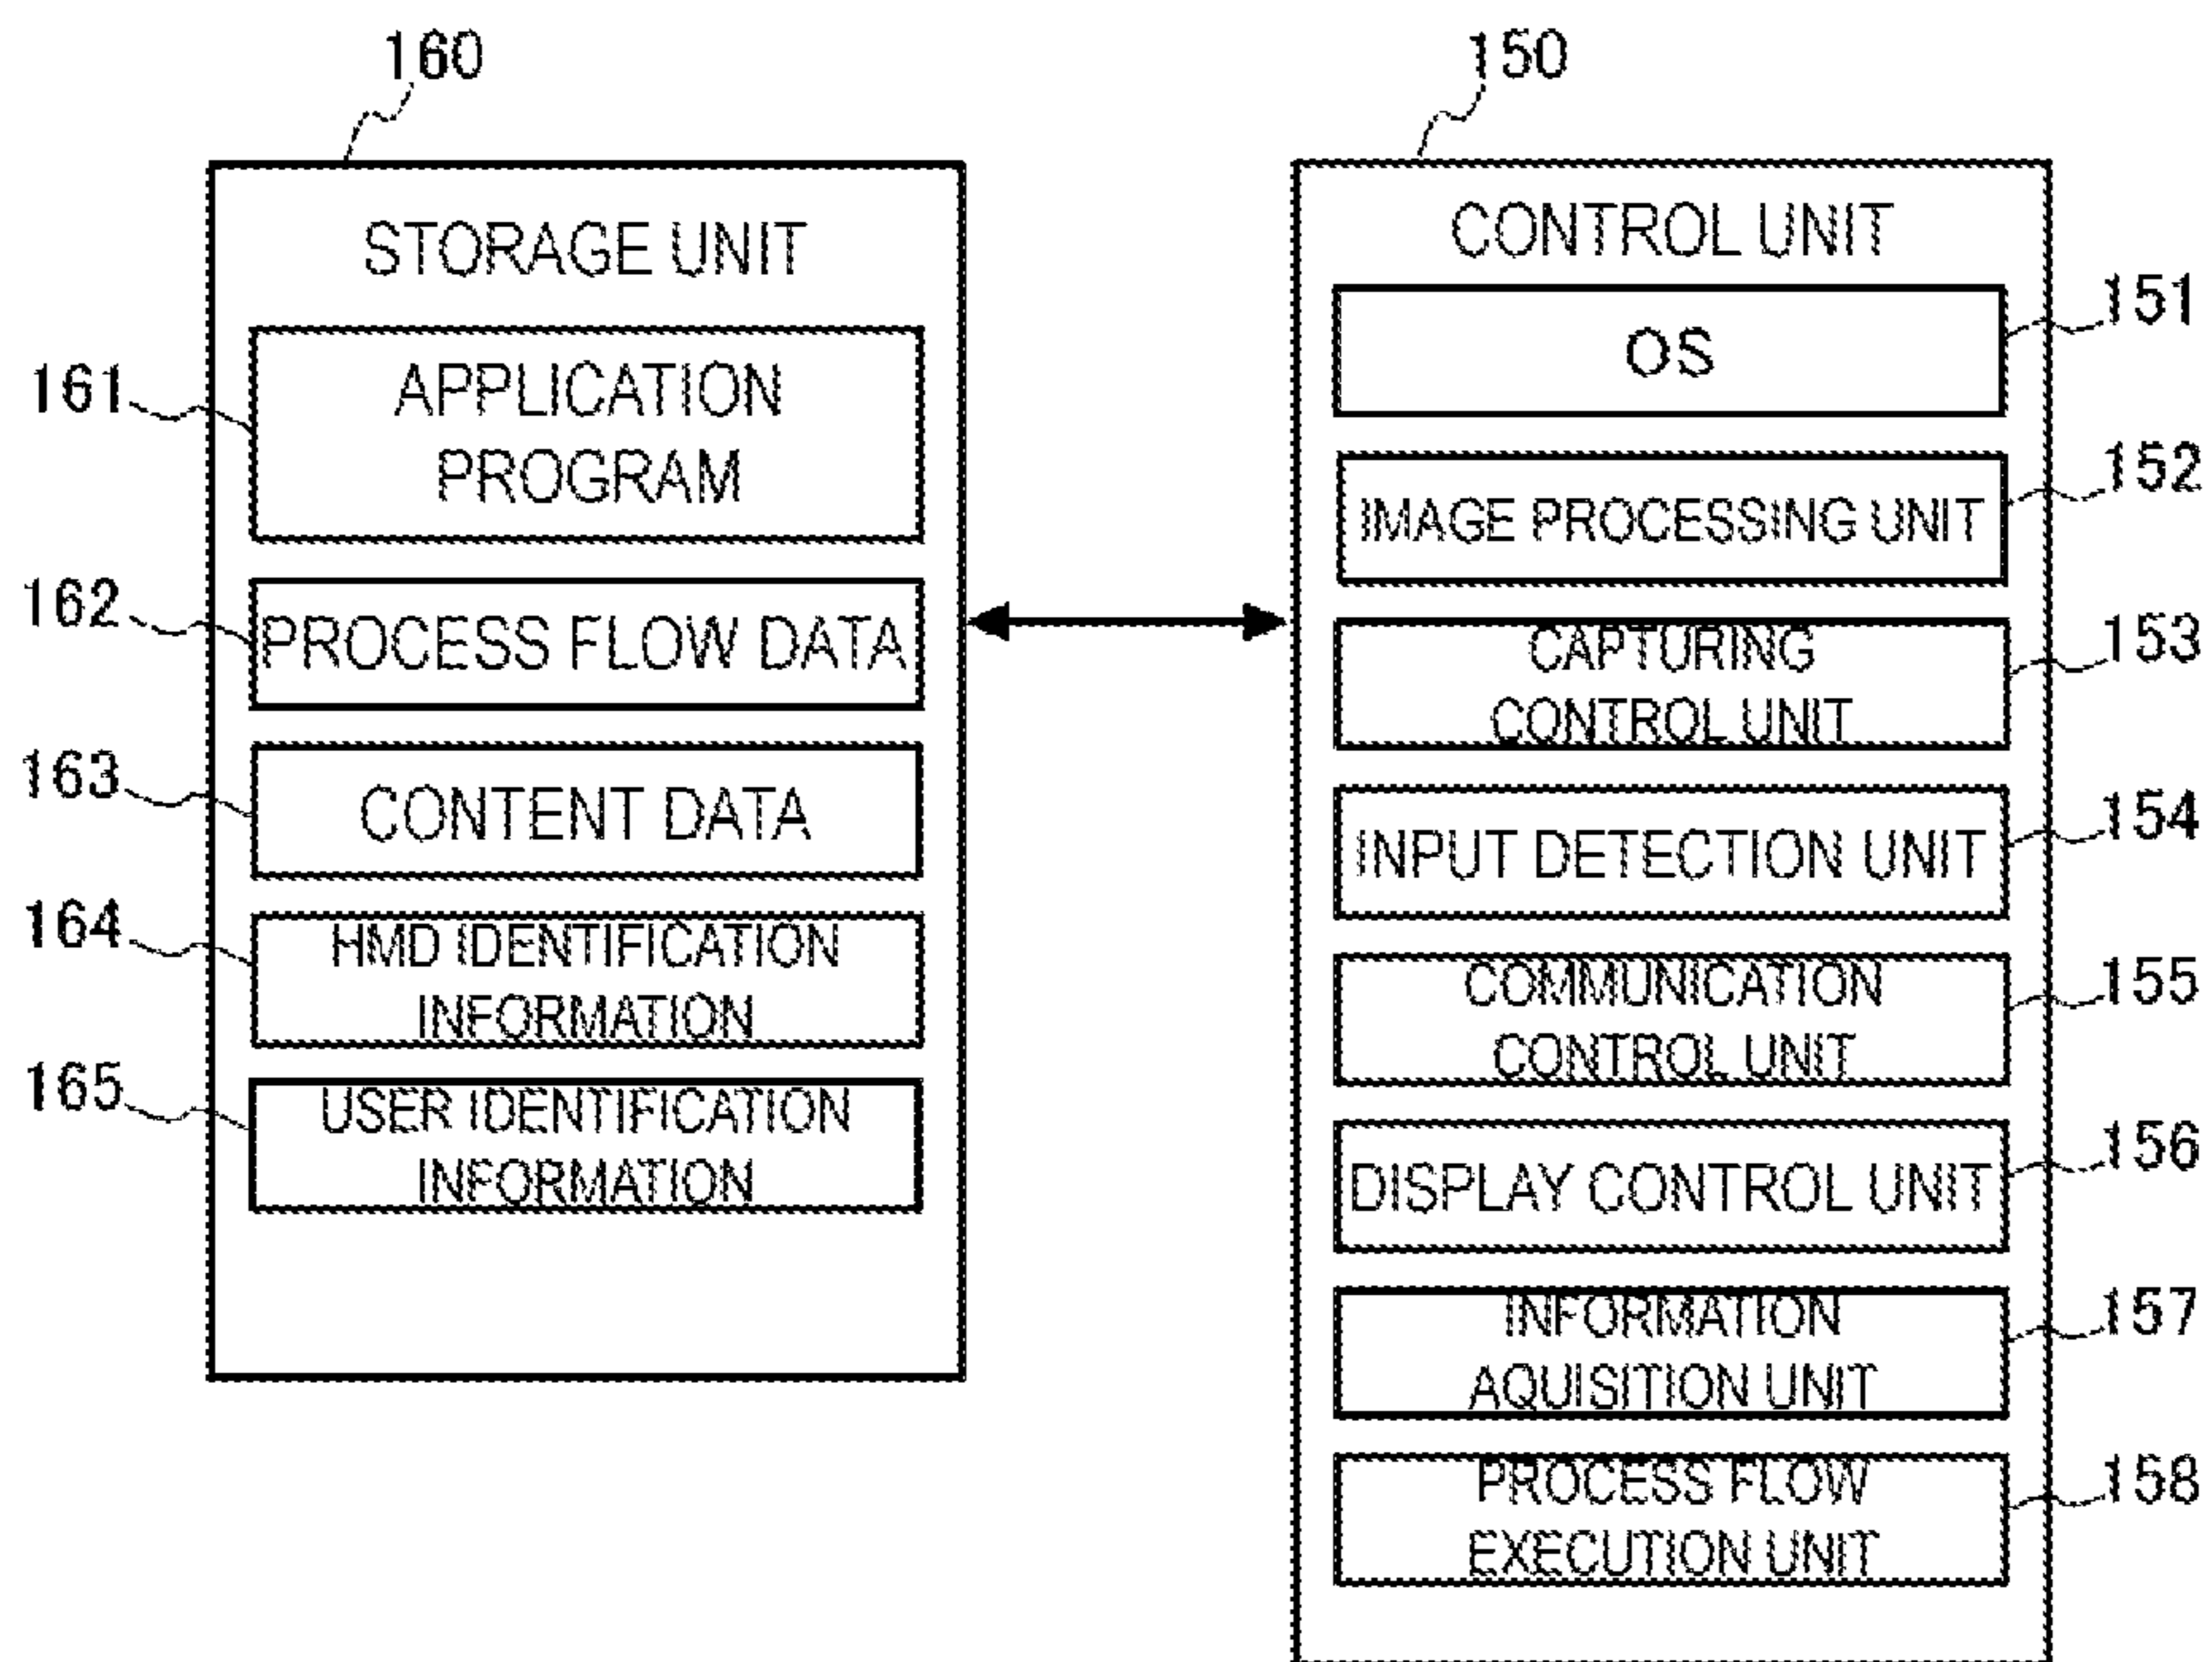 160
STORAGE UNIT
161
APPLICATION
PROGRAM
162
PROCESS FLOW DATA
163
CONTENT DATA
164
HMD IDENTIFICATION
INFORMATION
165
USER IDENTIFICATION
INFORMATION
150
CONTROL UNIT
OS
151
IMAGE PROCESSING UNIT
152
CAPTURING
CONTROL UNIT
153
INPUT DETECTION UNIT
154
COMMUNICATION
CONTROL UNIT
155
DISPLAY CONTROL UNIT
156
INFORMATION
AQUISITION UNIT
157
PROCESS FLOW
EXECUTION UNIT
158